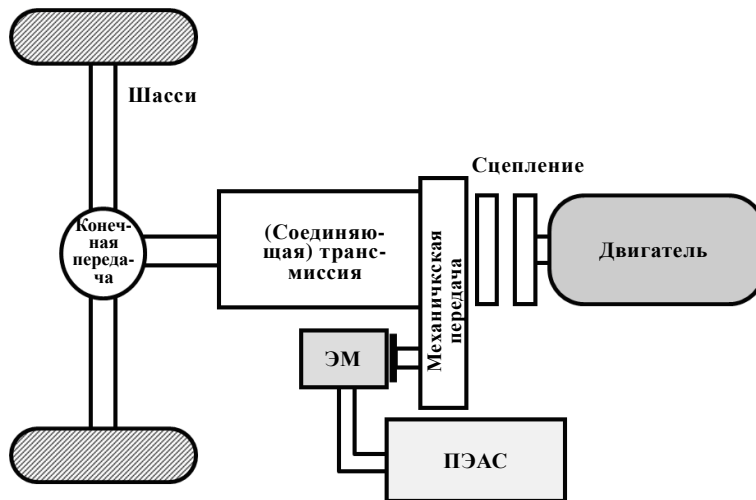 Шасси
Сцепление
Конеч-
ная
переда-
ча
(Соединяю-
щая) транс-
миссия
Механичкская
передача
Двигатель
ЭМ
ПЭАС